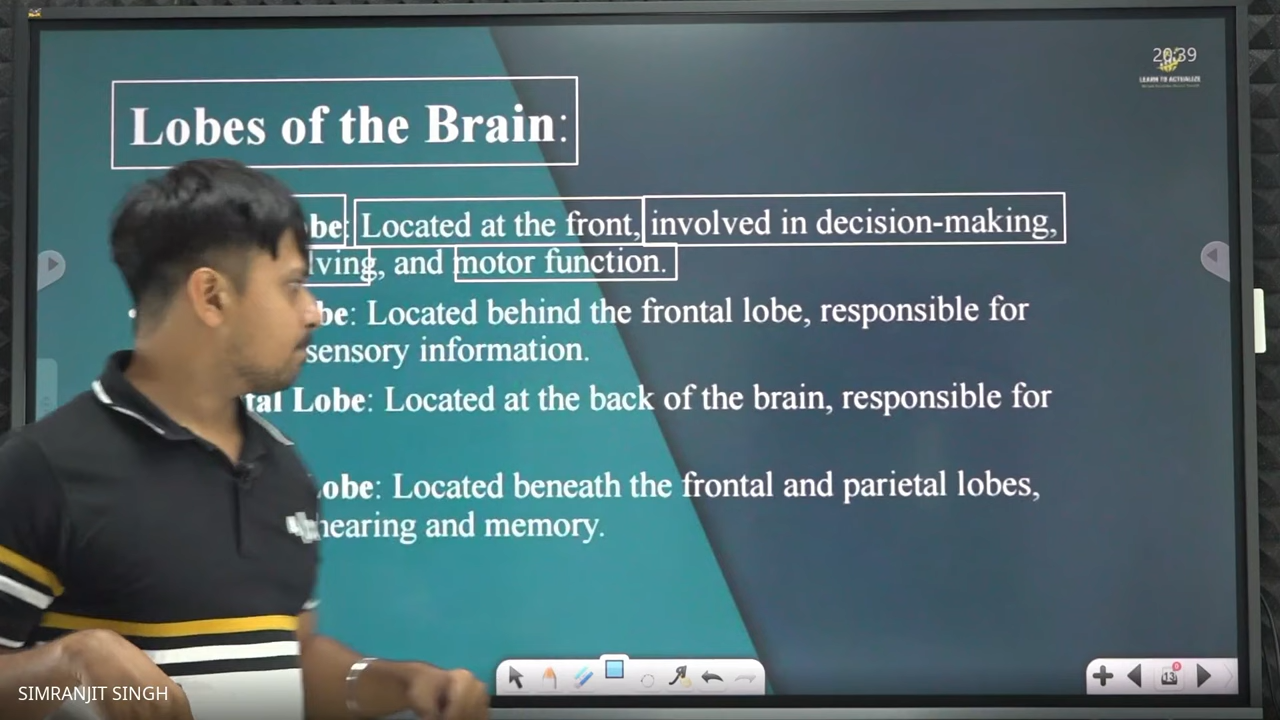 20:39
LEARN TO ACTUALIZE
Lobes of the Brain:
be: Located at the front, involved in decision-making,
lving, and motor function.
be: Located behind the frontal lobe, responsible for
sensory information.
tal Lobe: Located at the back of the brain, responsible for
Lobe: Located beneath the frontal and parietal lobes,
hearing and memory.
13
SIMRANJIT SINGH